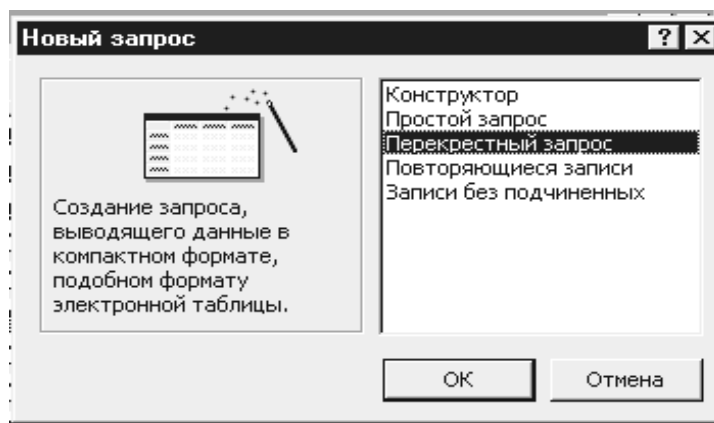 Новый запрос
Создание запроса,
выводящего данные в
компактном формате,
подобном формату
электронной таблицы.
Конструктор
Простой запрос
Перекрестный запрос
Повторяющиеся записи
Записи без подчиненных
ОК
Отмена